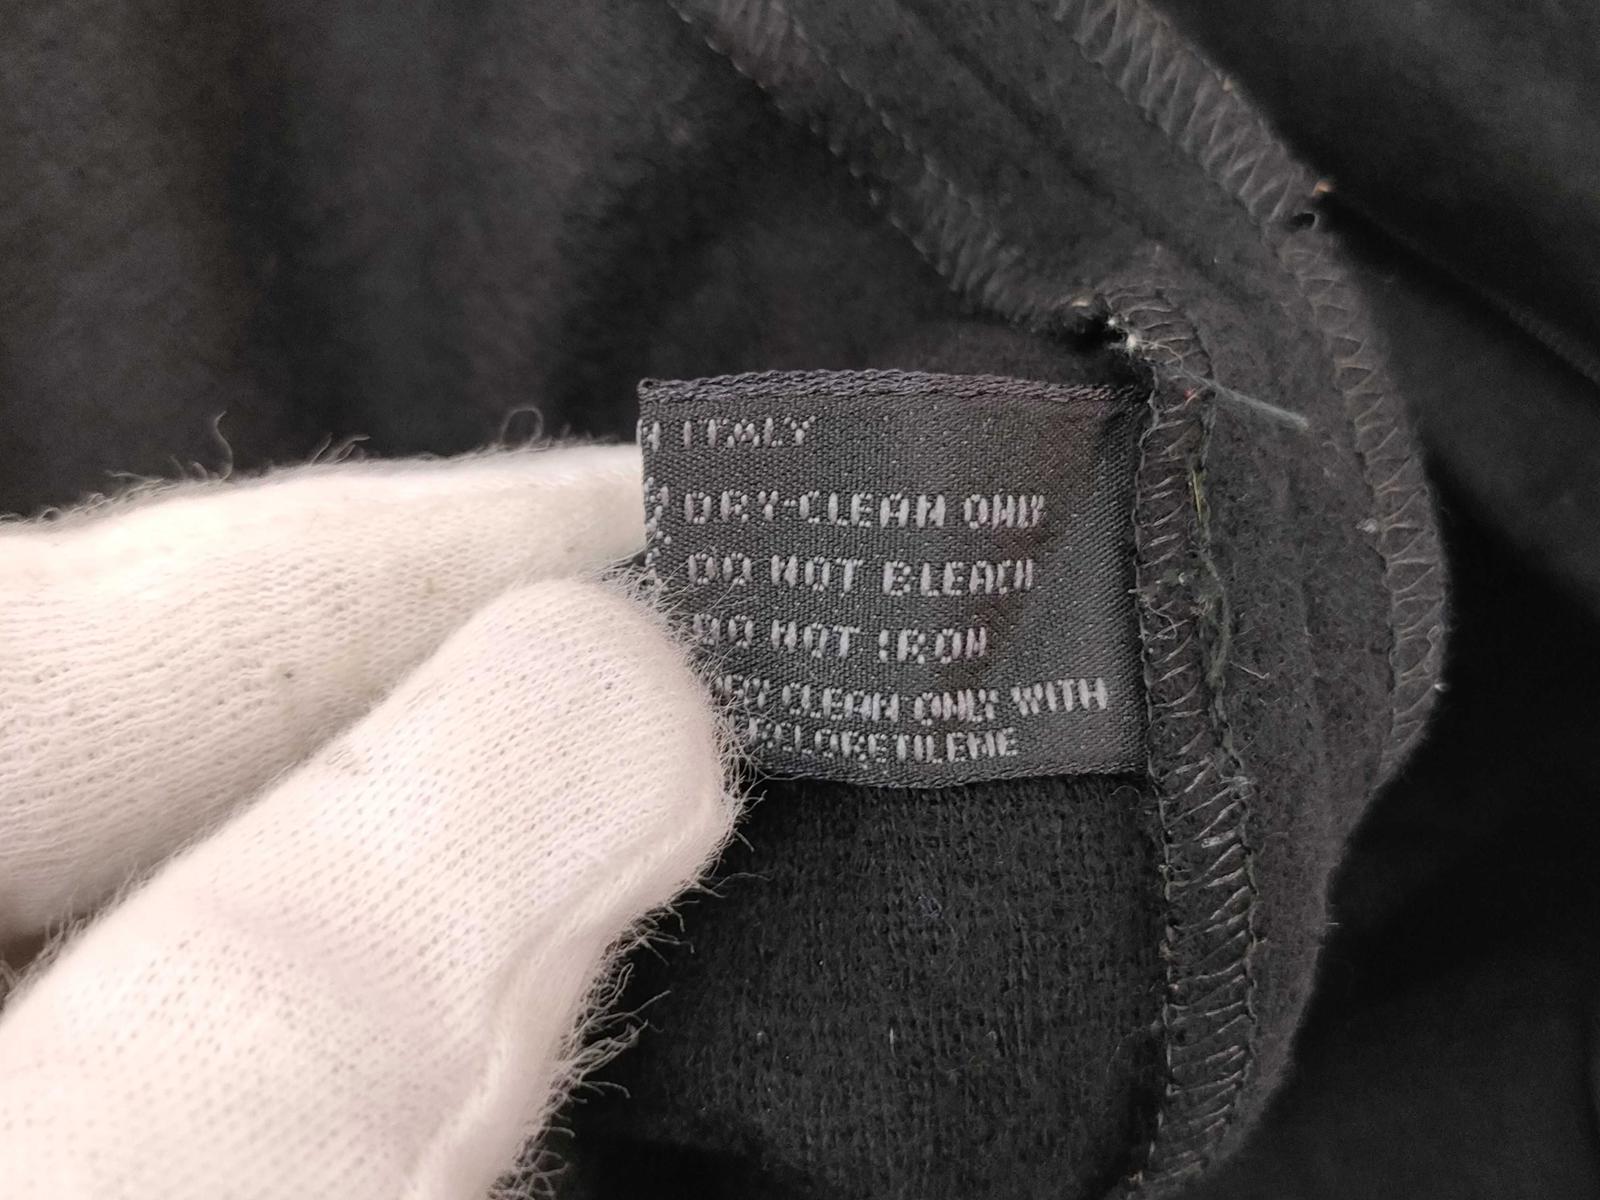 N ITALY
DRY-CLEAN ONLY
DO NOT BLEACH
DO NOT IRON
DRY CLEAN ONLY WITH